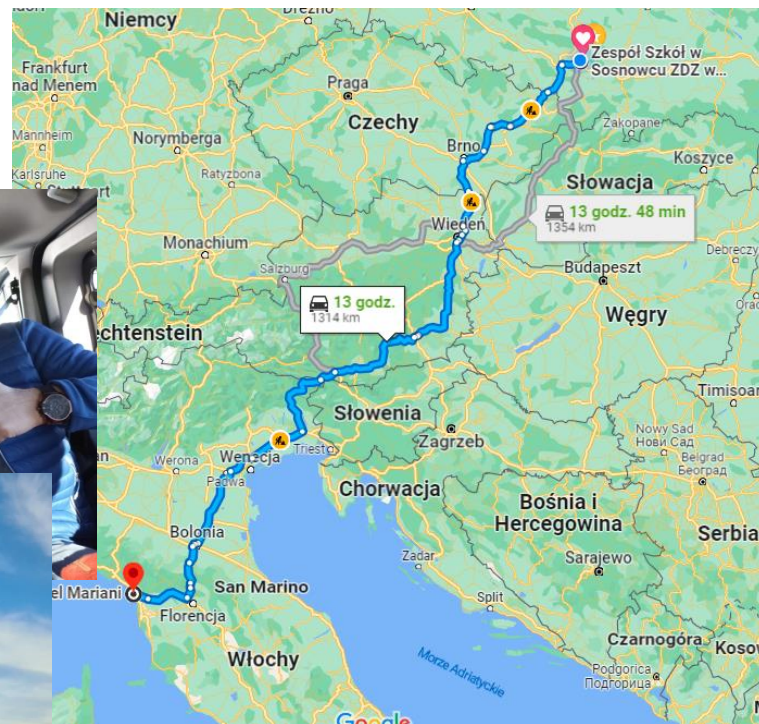 Niemcy
Drezno
Zespół Szkół w
Sosnowcu ZDZ w...
Frankfurt
nad Menem
Praga
Czechy
Mannheim
Norymberga
Brno
Zakopane
Koszyce
Karlsruhe
Ratyzbona
Słowacja
13 godz. 48 min
1354 km
Wiedeń
Monachium
Salzburg
Debreczy
Budapeszt
13 godz.
1314 km
Węgry
chtenstein
Timisoar
Słowenia
Zagrzeb
Nowy Sad
Нови Сад
Triest
Wenecja
Werona
Padwa
Belgrad
Београд
Chorwacja
Bośnia i
Hercegowina
Bolonia
Serbia
Zadar
Sarajewo
el Mariani
San Marino
Split
Florencja
Czarnogóra
Koso
Włochy
Morze Adriatyckie
Podgorica
Подгорица
Google